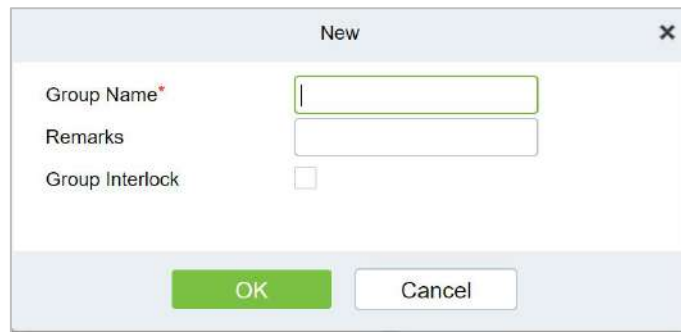 New
Group Name*
Remarks
Group Interlock
OK
Cancel